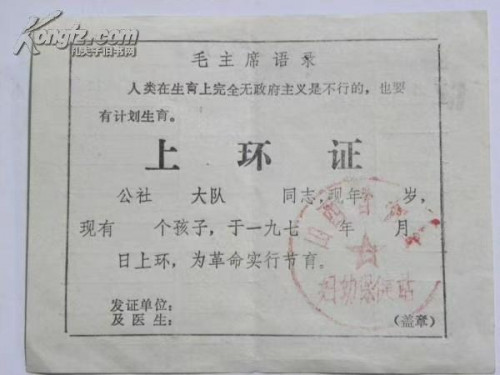 Kongfz.com
孔夫子旧书网
毛主席语录
人类在生育上完全无政府主义是不行的，也要
有计划生育。
上环证
公社 大队 同志，现年 岁，
现有 个孩子，于一九七 年 月
日上环，为革命实行节育。
妇幼保健站
发证单位：
及医生：
（盖章）